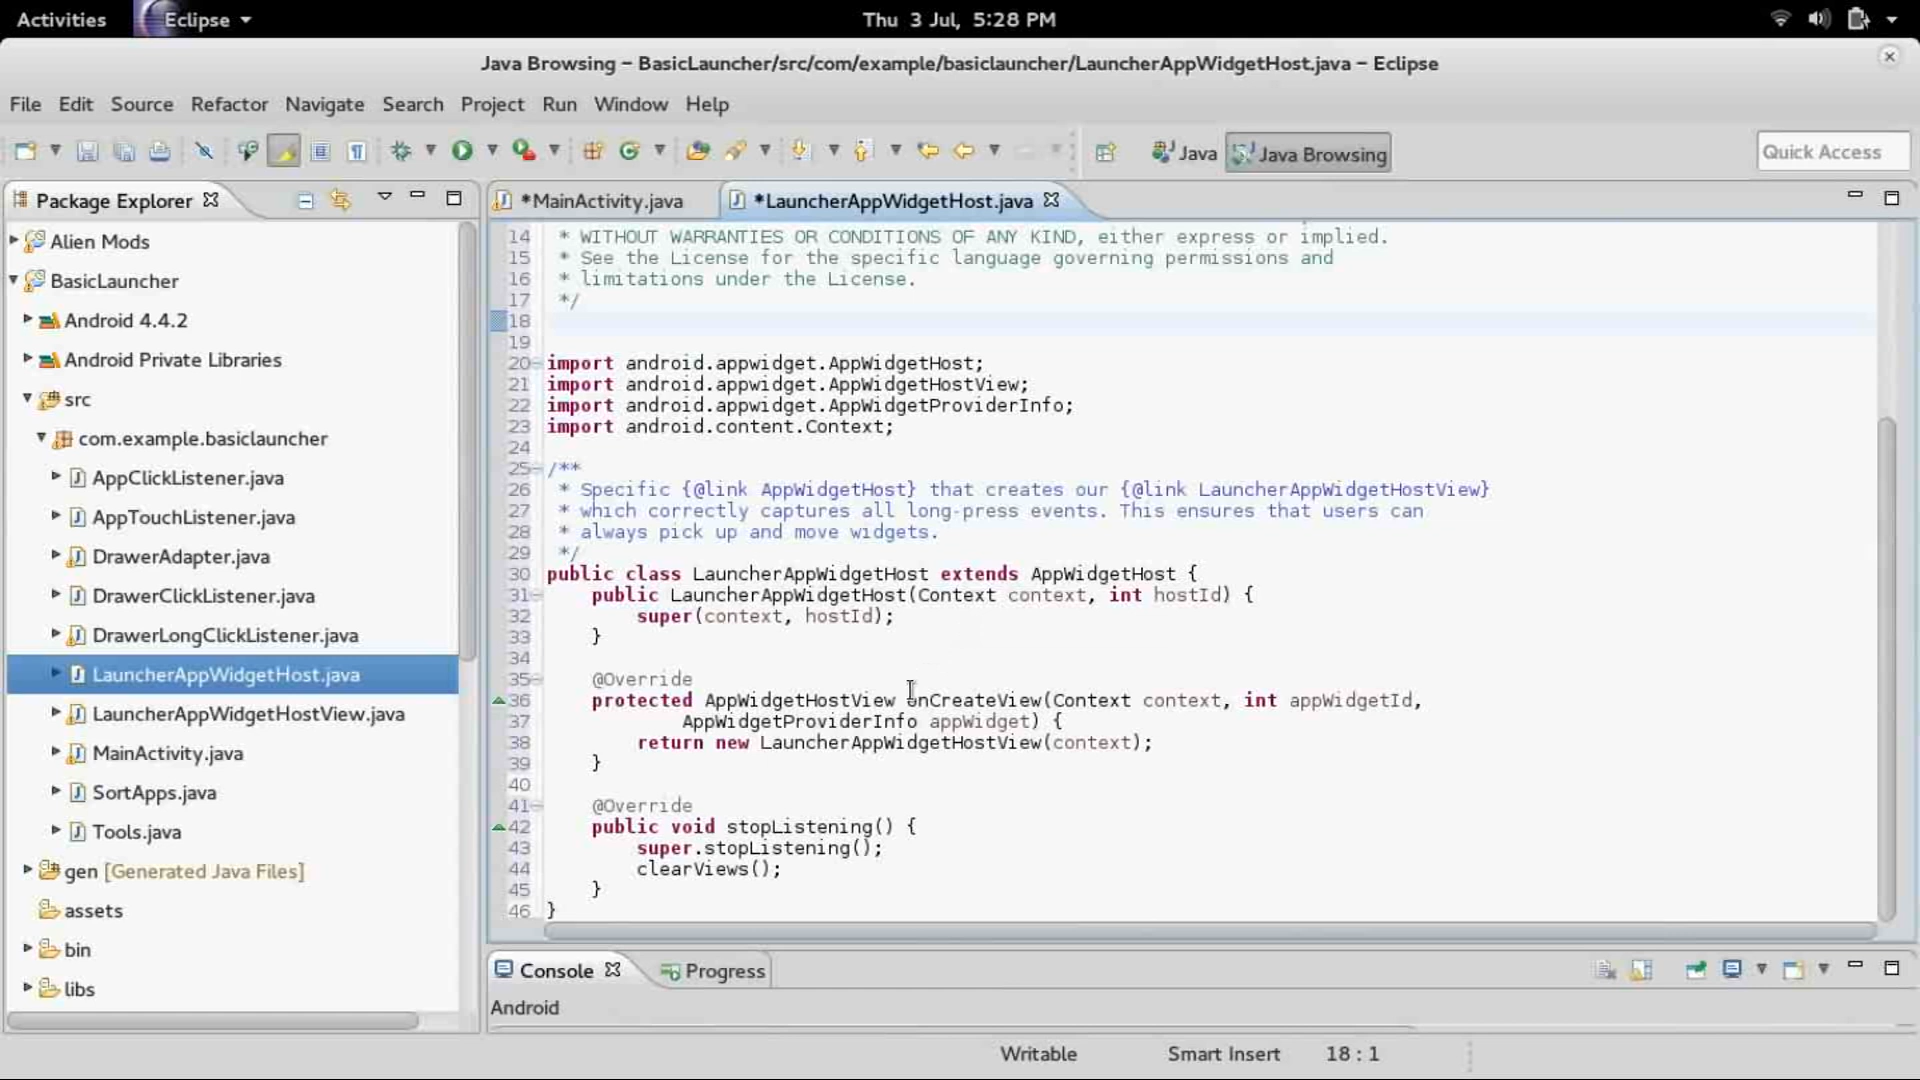 Activities Eclipse Thu 3 Jul, 5:28 PM
Java Browsing – BasicLauncher/src/com/example/basiclauncher/LauncherAppWidgetHost.java – Eclipse
File Edit Source Refactor Navigate Search Project Run Window Help
Java Java Browsing Quick Access
Package Explorer
Alien Mods
BasicLauncher
Android 4.4.2
Android Private Libraries
src
com.example.basiclauncher
AppClickListener.java
AppTouchListener.java
DrawerAdapter.java
DrawerClickListener.java
DrawerLongClickListener.java
LauncherAppWidgetHost.java
LauncherAppWidgetHostView.java
MainActivity.java
SortApps.java
Tools.java
gen [Generated Java Files]
assets
bin
libs
*MainActivity.java *LauncherAppWidgetHost.java
14 * WITHOUT WARRANTIES OR CONDITIONS OF ANY KIND, either express or implied.
15 * See the License for the specific language governing permissions and
16 * limitations under the License.
17 */
18
19
20 import android.appwidget.AppWidgetHost;
21 import android.appwidget.AppWidgetHostView;
22 import android.appwidget.AppWidgetProviderInfo;
23 import android.content.Context;
24
25 /**
26 * Specific {@link AppWidgetHost} that creates our {@link LauncherAppWidgetHostView}
27 * which correctly captures all long-press events. This ensures that users can
28 * always pick up and move widgets.
29 */
30 public class LauncherAppWidgetHost extends AppWidgetHost {
31 public LauncherAppWidgetHost(Context context, int hostId) {
32 super(context, hostId);
33 }
34
35 @Override
36 protected AppWidgetHostView onCreateView(Context context, int appWidgetId,
37 AppWidgetProviderInfo appWidget) {
38 return new LauncherAppWidgetHostView(context);
39 }
40
41 @Override
42 public void stopListening() {
43 super.stopListening();
44 clearViews();
45 }
46 }
Console Progress
Android
Writable Smart Insert 18 : 1